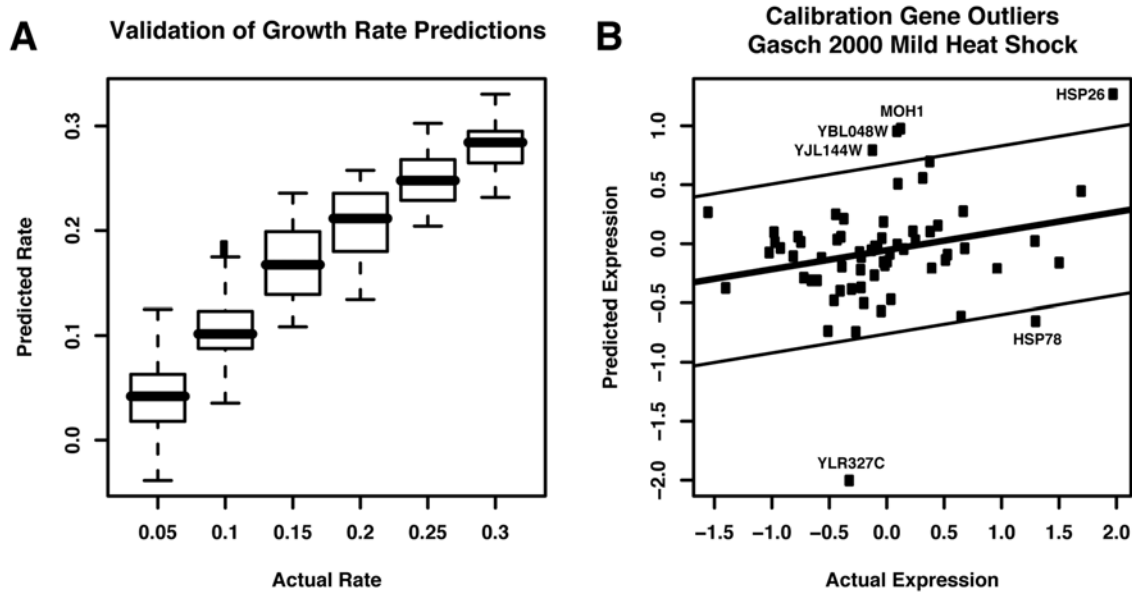 A
Validation of Growth Rate Predictions
Predicted Rate
0.3
0.2
0.1
0.0
0.05 0.1 0.15 0.2 0.25 0.3
Actual Rate
B
Calibration Gene Outliers
Gasch 2000 Mild Heat Shock
Predicted Expression
1.0
0.5
0.0
−0.5
−1.0
−1.5
−2.0
HSP26
MOH1
YBL048W
YJL144W
HSP78
YLR327C
−1.5 −1.0 −0.5 0.0 0.5 1.0 1.5 2.0
Actual Expression